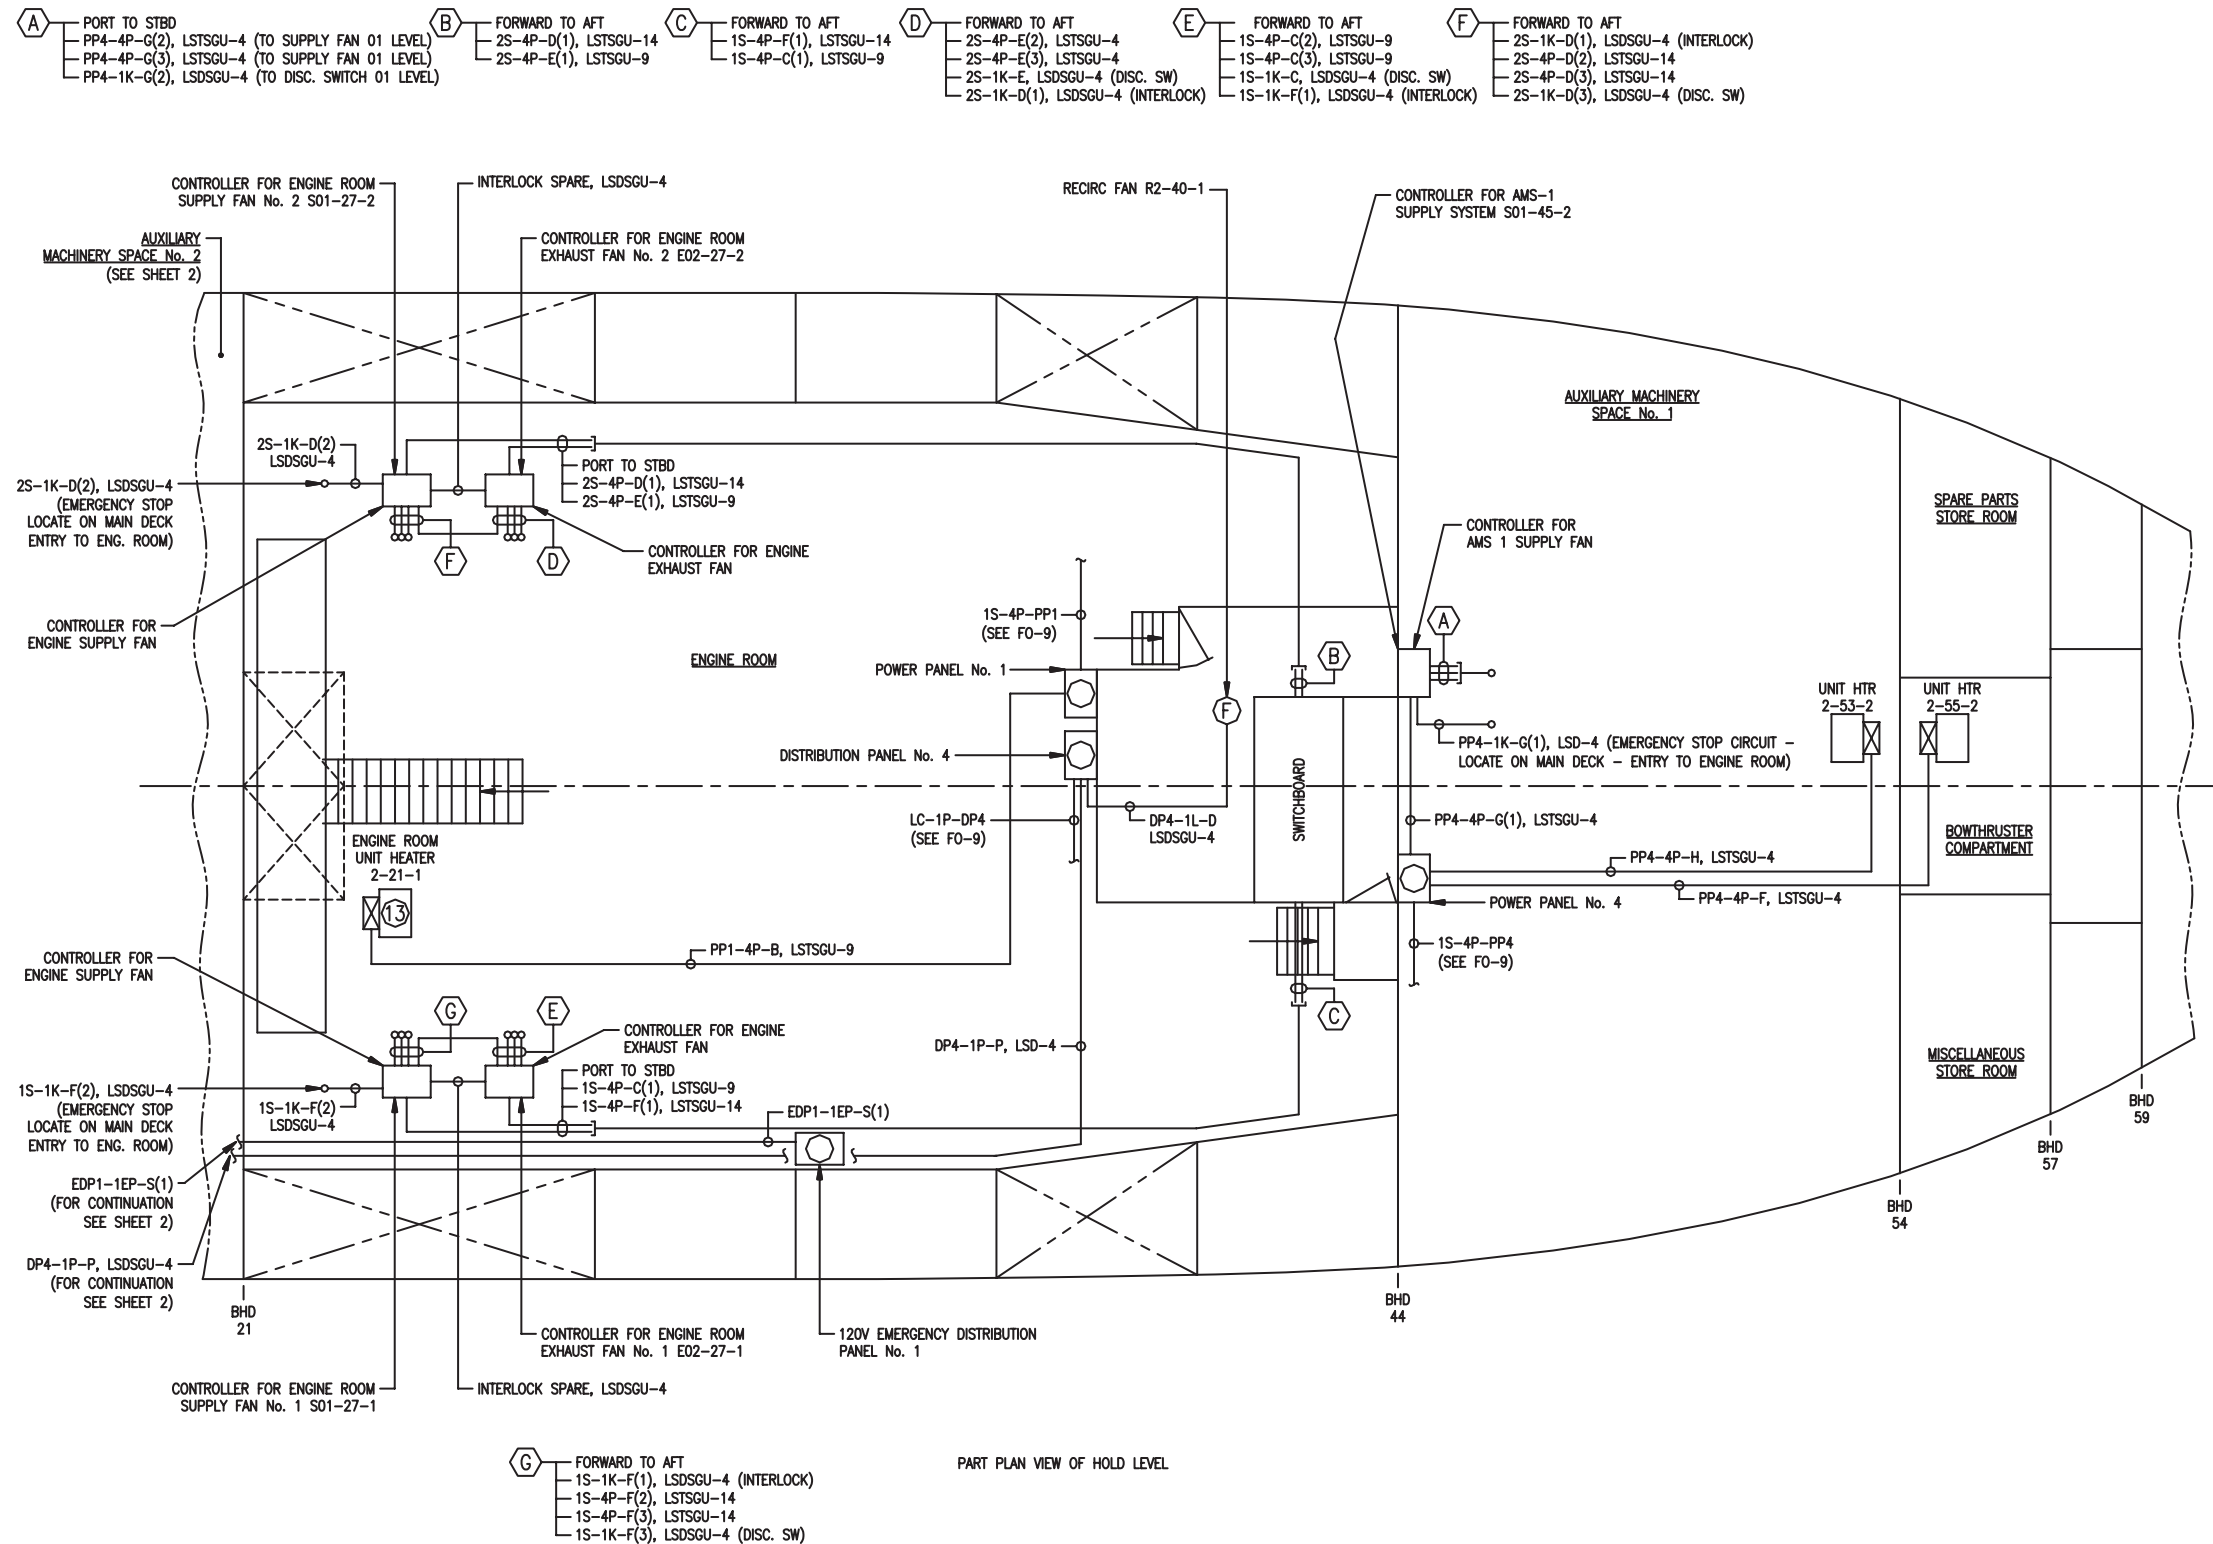 A
PORT TO STBD
PP4-4P-G(2), LSTSGU-4 (TO SUPPLY FAN 01 LEVEL)
PP4-4P-G(3), LSTSGU-4 (TO SUPPLY FAN 01 LEVEL)
PP4-1K-G(2), LSDSGU-4 (TO DISC. SWITCH 01 LEVEL)
B
FORWARD TO AFT
2S-4P-D(1), LSTSGU-14
2S-4P-E(1), LSTSGU-9
C
FORWARD TO AFT
1S-4P-F(1), LSTSGU-14
1S-4P-C(1), LSTSGU-9
D
FORWARD TO AFT
2S-4P-E(2), LSTSGU-4
2S-4P-E(3), LSTSGU-4
2S-1K-E, LSDSGU-4 (DISC. SW)
2S-1K-D(1), LSDSGU-4 (INTERLOCK)
E
FORWARD TO AFT
1S-4P-C(2), LSTSGU-9
1S-4P-C(3), LSTSGU-9
1S-1K-C, LSDSGU-4 (DISC. SW)
1S-1K-F(1), LSDSGU-4 (INTERLOCK)
F
FORWARD TO AFT
2S-1K-D(1), LSDSGU-4 (INTERLOCK)
2S-4P-D(2), LSTSGU-14
2S-4P-D(3), LSTSGU-14
2S-1K-D(3), LSDSGU-4 (DISC. SW)
CONTROLLER FOR ENGINE ROOM
SUPPLY FAN No. 2 S01-27-2
INTERLOCK SPARE, LSDSGU-4
RECIRC FAN R2-40-1
CONTROLLER FOR AMS-1
SUPPLY SYSTEM S01-45-2
AUXILIARY
MACHINERY SPACE No. 2
(SEE SHEET 2)
CONTROLLER FOR ENGINE ROOM
EXHAUST FAN No. 2 E02-27-2
AUXILIARY MACHINERY
SPACE No. 1
2S-1K-D(2)
LSDSGU-4
2S-1K-D(2), LSDSGU-4
(EMERGENCY STOP
LOCATE ON MAIN DECK
ENTRY TO ENG. ROOM)
PORT TO STBD
2S-4P-D(1), LSTSGU-14
2S-4P-E(1), LSTSGU-9
SPARE PARTS
STORE ROOM
CONTROLLER FOR
AMS 1 SUPPLY FAN
F
D
CONTROLLER FOR ENGINE
EXHAUST FAN
CONTROLLER FOR
ENGINE SUPPLY FAN
1S-4P-PP1
(SEE FO-9)
A
B
ENGINE ROOM
POWER PANEL No. 1
F
UNIT HTR
2-53-2
UNIT HTR
2-55-2
DISTRIBUTION PANEL No. 4
PP4-1K-G(1), LSD-4 (EMERGENCY STOP CIRCUIT -
LOCATE ON MAIN DECK - ENTRY TO ENGINE ROOM)
SWITCHBOARD
LC-1P-DP4
(SEE FO-9)
DP4-1L-D
LSDSGU-4
PP4-4P-G(1), LSTSGU-4
BOWTHRUSTER
COMPARTMENT
ENGINE ROOM
UNIT HEATER
2-21-1
13
PP4-4P-H, LSTSGU-4
PP4-4P-F, LSTSGU-4
POWER PANEL No. 4
PP1-4P-B, LSTSGU-9
1S-4P-PP4
(SEE FO-9)
CONTROLLER FOR
ENGINE SUPPLY FAN
G
E
C
CONTROLLER FOR ENGINE
EXHAUST FAN
DP4-1P-P, LSD-4
MISCELLANEOUS
STORE ROOM
PORT TO STBD
1S-4P-C(1), LSTSGU-9
1S-4P-F(1), LSTSGU-14
1S-1K-F(2), LSDSGU-4
(EMERGENCY STOP
LOCATE ON MAIN DECK
ENTRY TO ENG. ROOM)
1S-1K-F(2)
LSDSGU-4
EDP1-1EP-S(1)
BHD
59
BHD
57
BHD
54
EDP1-1EP-S(1)
(FOR CONTINUATION
SEE SHEET 2)
DP4-1P-P, LSDSGU-4
(FOR CONTINUATION
SEE SHEET 2)
BHD
21
BHD
44
CONTROLLER FOR ENGINE ROOM
EXHAUST FAN No. 1 E02-27-1
120V EMERGENCY DISTRIBUTION
PANEL No. 1
CONTROLLER FOR ENGINE ROOM
SUPPLY FAN No. 1 S01-27-1
INTERLOCK SPARE, LSDSGU-4
G
FORWARD TO AFT
1S-1K-F(1), LSDSGU-4 (INTERLOCK)
1S-4P-F(2), LSTSGU-14
1S-4P-F(3), LSTSGU-14
1S-1K-F(3), LSDSGU-4 (DISC. SW)
PART PLAN VIEW OF HOLD LEVEL